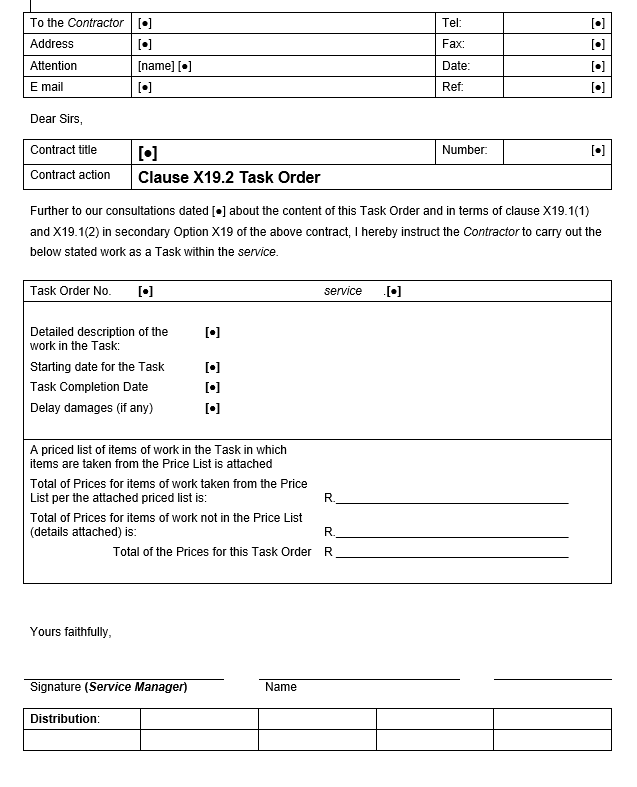 To the Contractor [●] Tel: [●]
Address [●] Fax: [●]
Attention [name] [●] Date: [●]
E mail [●] Ref: [●]
Dear Sirs,
Contract title [●] Number: [●]
Contract action Clause X19.2 Task Order
Further to our consultations dated [●] about the content of this Task Order and in terms of clause X19.1(1)
and X19.1(2) in secondary Option X19 of the above contract, I hereby instruct the Contractor to carry out the
below stated work as a Task within the service.
Task Order No. [●] service .[●]
Detailed description of the [●]
work in the Task:
Starting date for the Task [●]
Task Completion Date [●]
Delay damages (if any) [●]
A priced list of items of work in the Task in which
items are taken from the Price List is attached
Total of Prices for items of work taken from the Price
List per the attached priced list is: R.
Total of Prices for items of work not in the Price List
(details attached) is: R.
Total of the Prices for this Task Order R
Yours faithfully,
Signature (Service Manager) Name
Distribution: